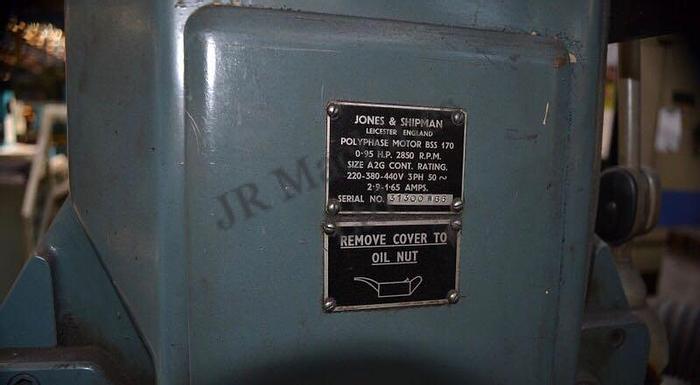 JONES & SHIPMAN
LEICESTER ENGLAND
POLYPHASE MOTOR BSS 170
0·95 H.P. 2850 R.P.M.
SIZE A2G CONT. RATING.
220-380-440V 3PH 50 ~
2·9-1·65 AMPS.
SERIAL NO.
REMOVE COVER TO
OIL NUT
JR